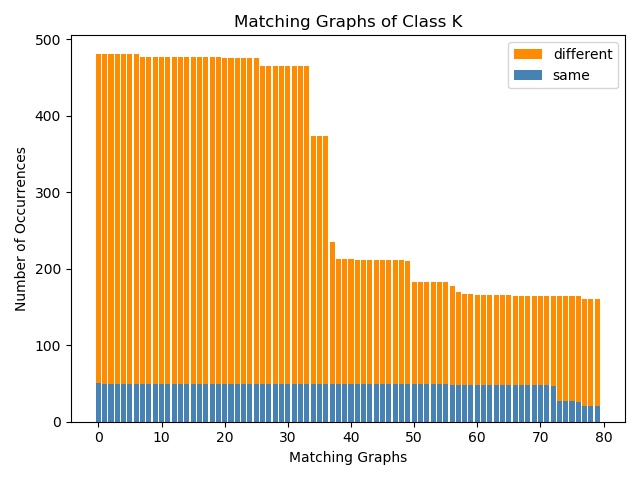 Matching Graphs of Class K
500
400
300
200
100
0
Number of Occurrences
different
same
0 10 20 30 40 50 60 70 80
Matching Graphs